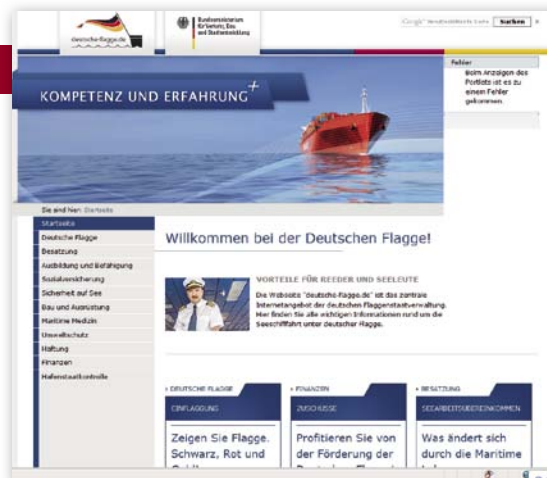 deutsche-flagge.de
Bundesministerium
für Verkehr, Bau
und Stadtentwicklung
Google Suchen
Fehler
Beim Anzeigen des
Portlets ist es zu
einem Fehler
gekommen.
KOMPETENZ UND ERFAHRUNG+
Sie sind hier: Startseite
Startseite
Deutsche Flagge
Besatzung
Ausbildung und Befähigung
Sozialversicherung
Sicherheit auf See
Bau und Ausrüstung
Maritime Medizin
Umweltschutz
Haftung
Finanzen
Hafenstaatkontrolle
Willkommen bei der Deutschen Flagge!
VORTEILE FÜR REEDER UND SEELEUTE
Die Webseite "deutsche-flagge.de" ist das zentrale
Internetangebot der deutschen Flaggenstaatverwaltung.
Hier finden Sie alle wichtigen Informationen rund um die
Seeschifffahrt unter deutscher Flagge.
› DEUTSCHE FLAGGE
EINFLAGGUNG
Zeigen Sie Flagge.
Schwarz, Rot und
› FINANZEN
ZUSCHÜSSE
Profitieren Sie von
der Förderung der
› BESATZUNG
SEEARBEITSÜBEREINKOMMEN
Was ändert sich
durch die Maritime